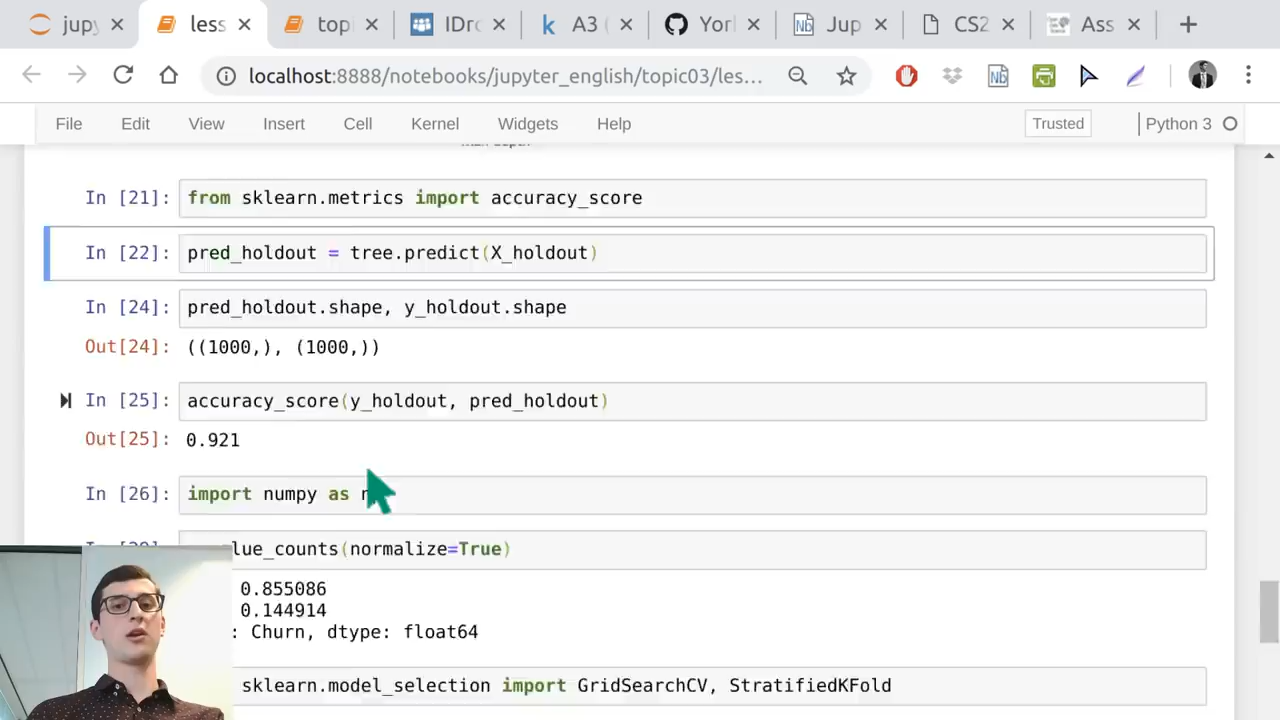 jupy
less
top
IDro
A3 (
York
Jup
CS2
Ass
localhost:8888/notebooks/jupyter_english/topic03/les...
File Edit View Insert Cell Kernel Widgets Help Trusted Python 3
In [21]: from sklearn.metrics import accuracy_score
In [22]: pred_holdout = tree.predict(X_holdout)
In [24]: pred_holdout.shape, y_holdout.shape
Out[24]: ((1000,), (1000,))
In [25]: accuracy_score(y_holdout, pred_holdout)
Out[25]: 0.921
In [26]: import numpy as
lue_counts(normalize=True)
0.855086
0.144914
: Churn, dtype: float64
sklearn.model_selection import GridSearchCV, StratifiedKFold